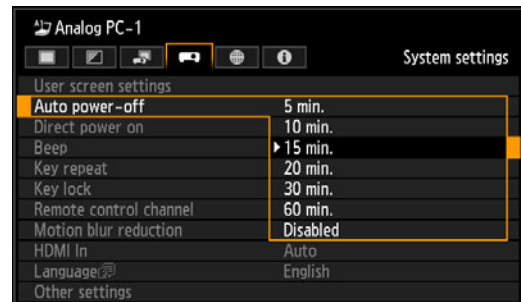 Analog PC-1
System settings
User screen settings
Auto power-off 5 min.
Direct power on 10 min.
Beep 15 min.
Key repeat 20 min.
Key lock 30 min.
Remote control channel 60 min.
Motion blur reduction Disabled
HDMI In Auto
Language English
Other settings